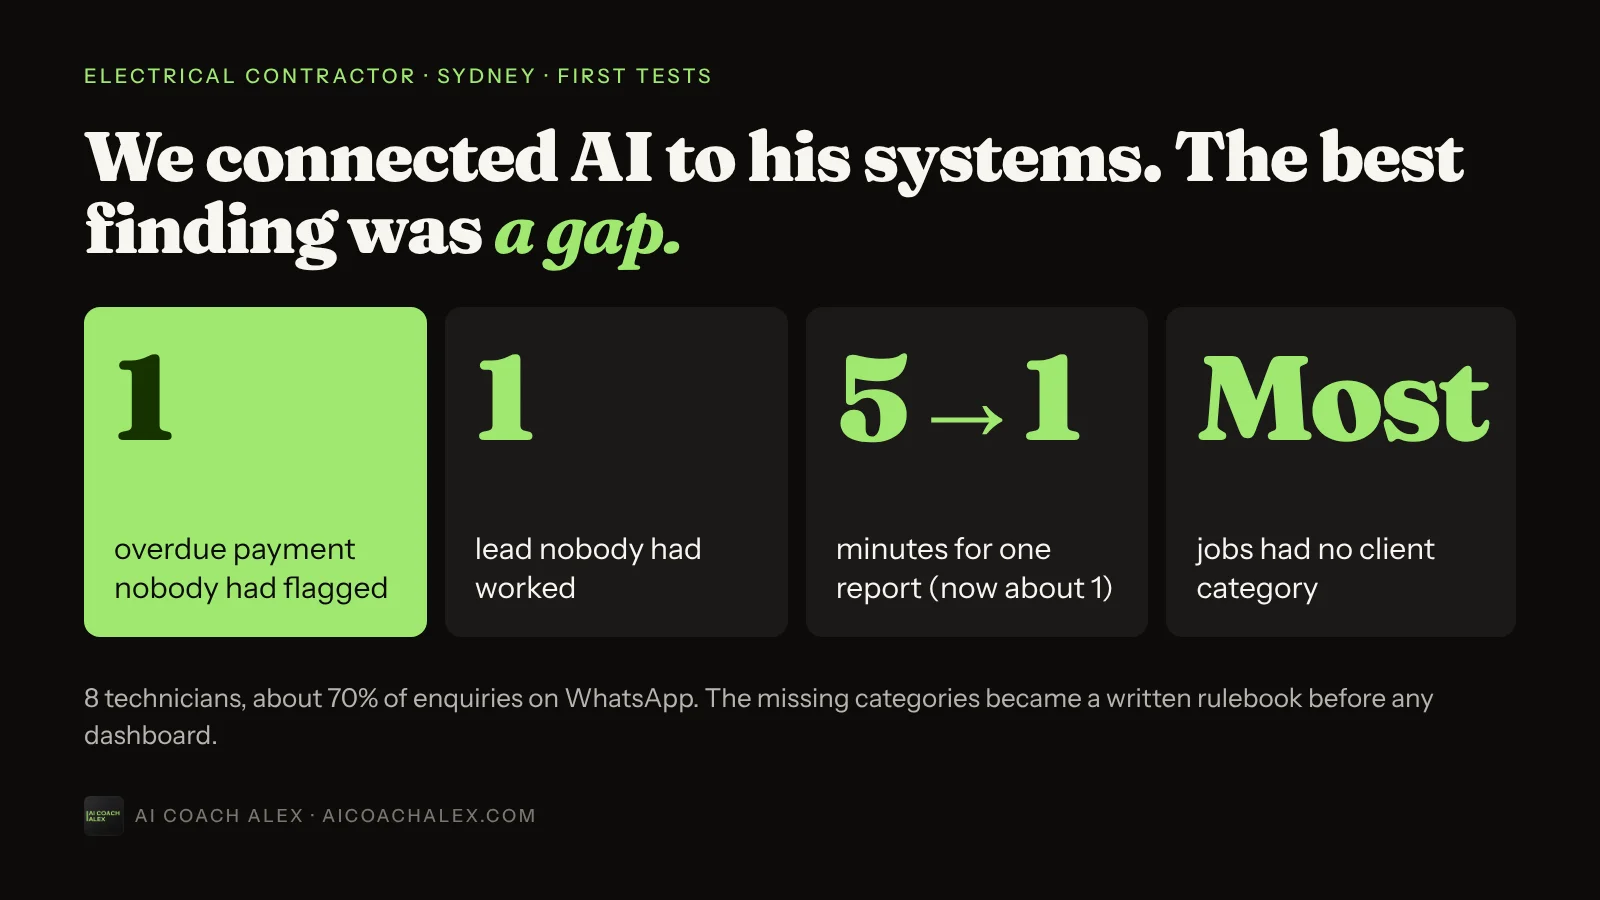 ELECTRICAL CONTRACTOR · SYDNEY · FIRST TESTS
We connected AI to his systems. The best
finding was a gap.
1
overdue payment
nobody had flagged
1
lead nobody had
worked
5 → 1
minutes for one
report (now about 1)
Most
jobs had no client
category
8 technicians, about 70% of enquiries on WhatsApp. The missing categories became a written rulebook before any
dashboard.
AI COACH
ALEX
AI COACH ALEX · AICOACHALEX.COM